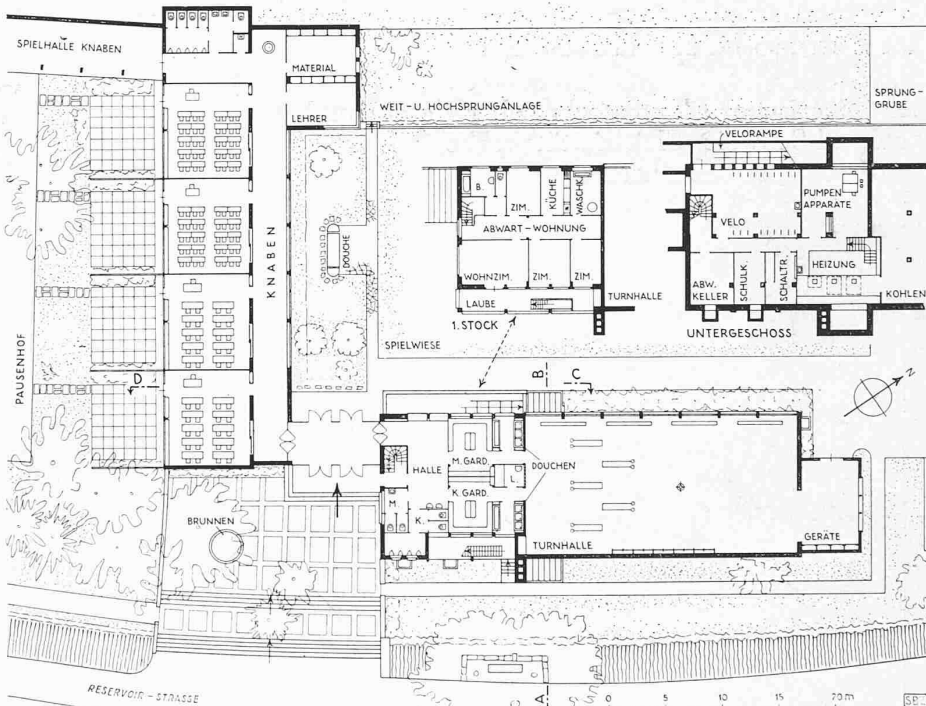 SPIELHALLE KNABEN
MATERIAL
LEHRER
WEIT - U. HOCHSPRUNGANLAGE
SPRUNG-
GRUBE
VELORAMPE
B.
ZIM.
KÜCHE
WASCHK.
ABWART - WOHNUNG
WOHNZIM.
ZIM.
ZIM.
LAUBE
1. STOCK
TURNHALLE
VELO
PUMPEN
APPARATE
HEIZUNG
ABW.
KELLER
SCHULK.
SCHALTR.
KOHLEN
UNTERGESCHOSS
KNABEN
DOUCHE
SPIELWIESE
PAUSENHOF
D
B
C
N
HALLE
M. GARD.
L.
K. GARD.
DOUCHEN
M.
K.
TURNHALLE
GERÄTE
BRUNNEN
RESERVOIR - STRASSE
A
0 5 10 15 20 m